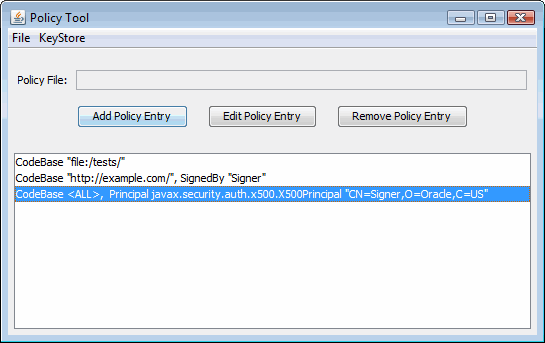 Policy Tool
File KeyStore
Policy File:
Add Policy Entry Edit Policy Entry Remove Policy Entry
CodeBase "file:/tests/"
CodeBase "http://example.com/", SignedBy "Signer"
CodeBase <ALL>, Principal javax.security.auth.x500.X500Principal "CN=Signer,O=Oracle,C=US"